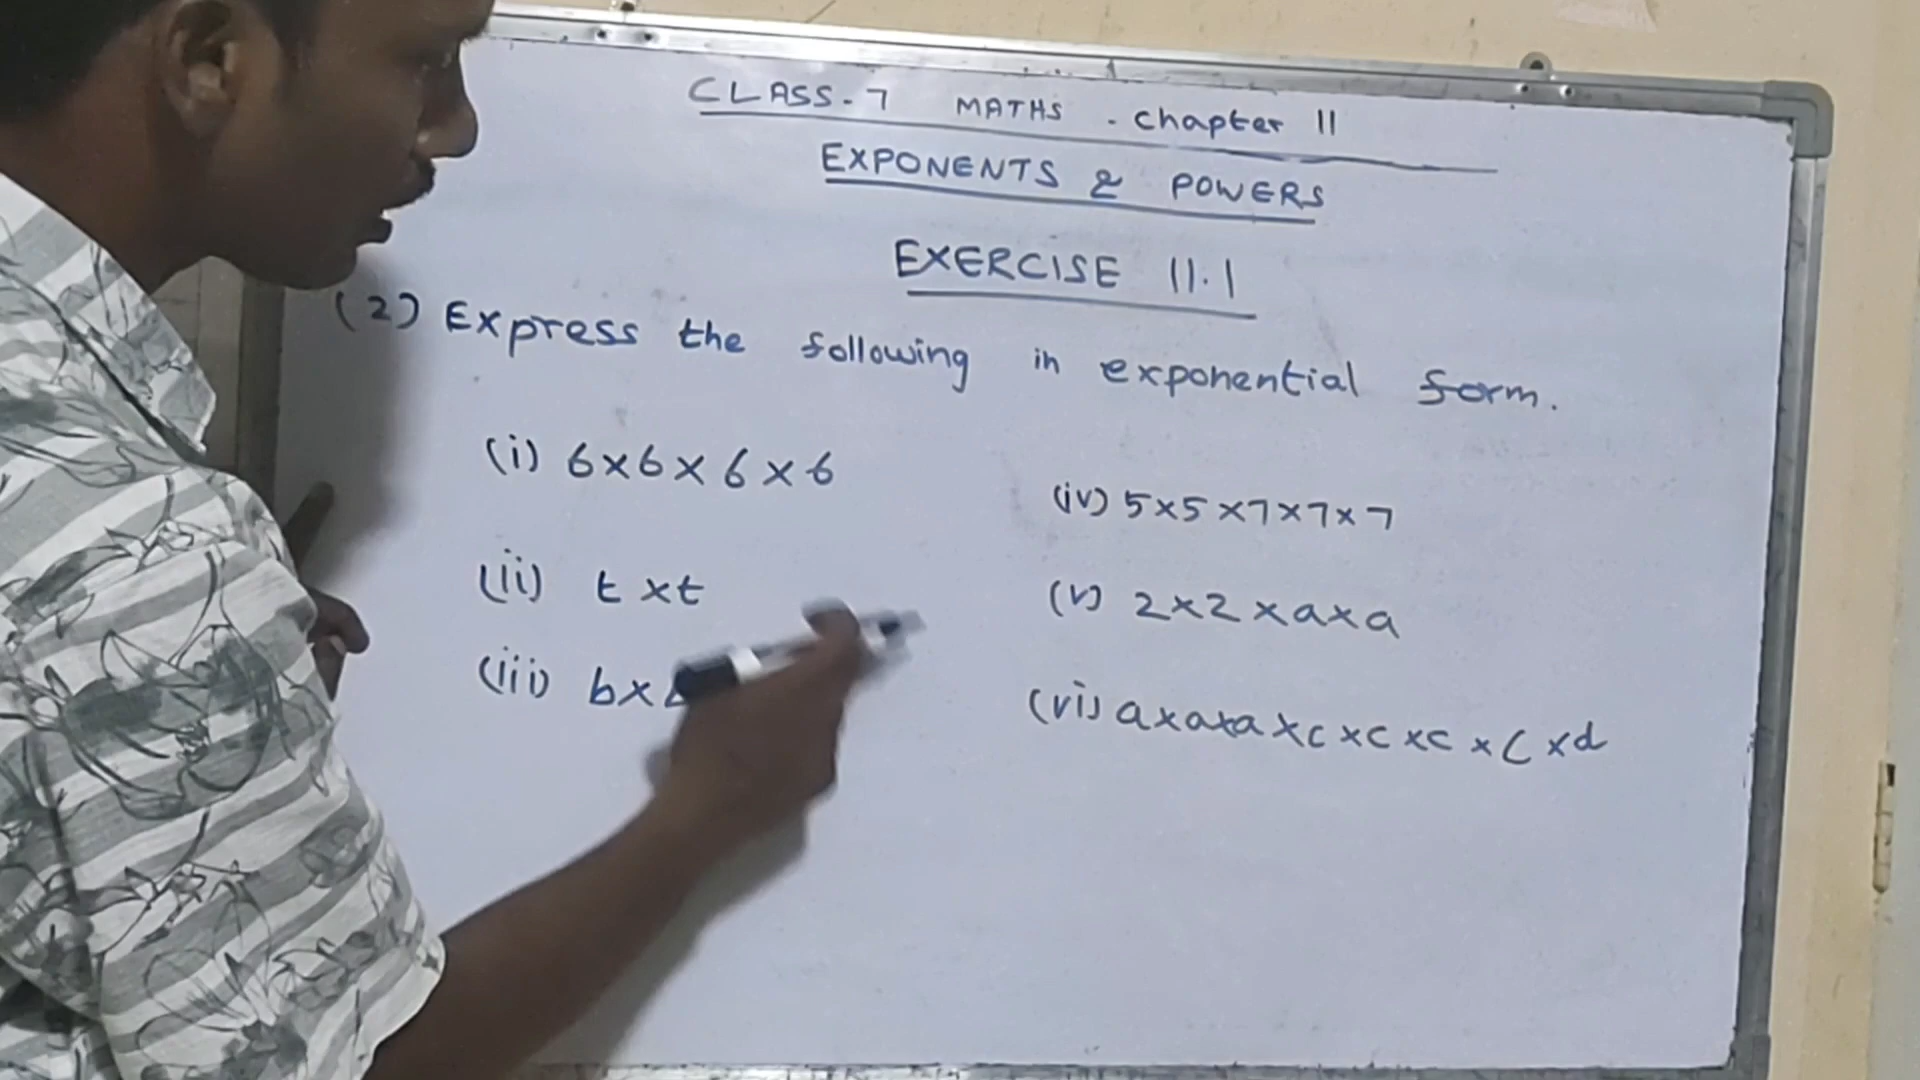 CLASS-7 MATHS - chapter 11
EXPONENTS & POWERS
EXERCISE 11.1
(2) Express the following in exponential form.
(i) 6×6×6×6
(ii) t×t
(iii) b×
(iv) 5×5×7×7×7
(v) 2×2×a×a
(vi) a×a×a×c×c×c×c×d